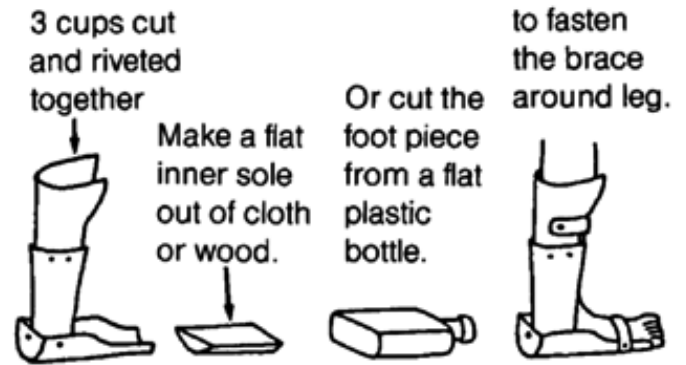 3 cups cut
and riveted
together
Make a flat
inner sole
out of cloth
or wood.
Or cut the
foot piece
from a flat
plastic
bottle.
to fasten
the brace
around leg.